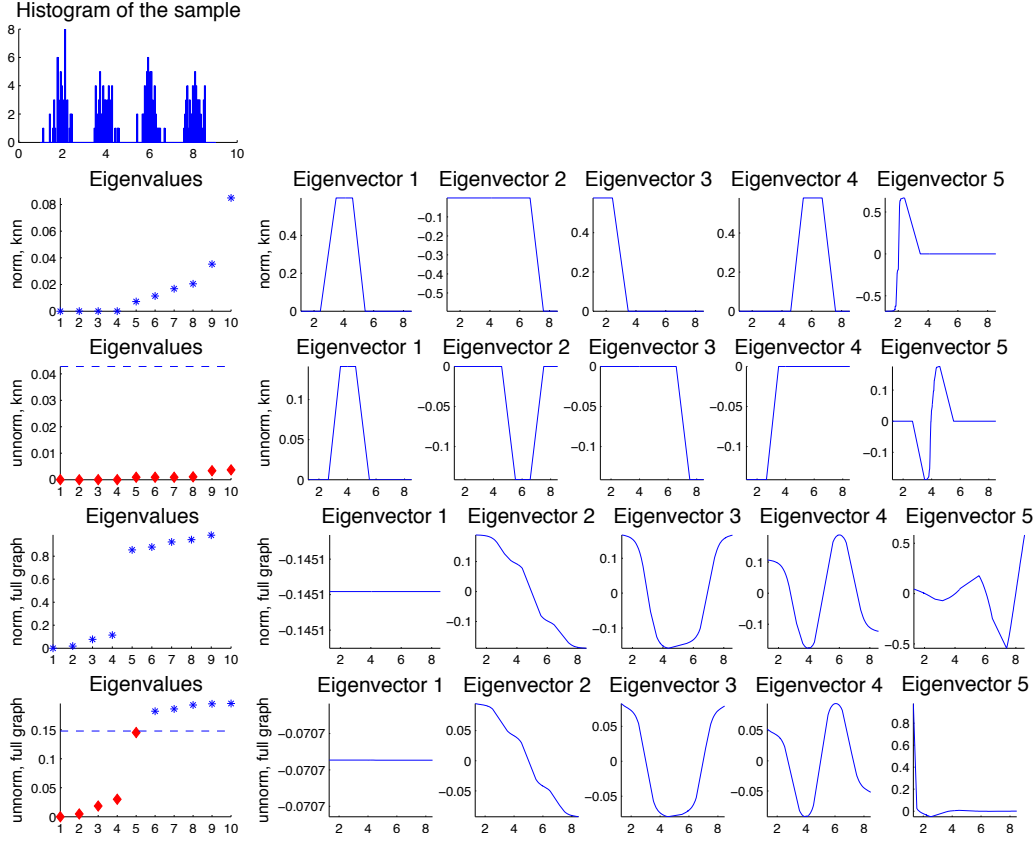 Histogram of the sample
8
6
4
2
0
0 2 4 6 8 10
Eigenvalues Eigenvector 1 Eigenvector 2 Eigenvector 3 Eigenvector 4 Eigenvector 5
norm, knn
0.08
0.06
0.04
0.02
0
1 2 3 4 5 6 7 8 9 10
norm, knn
0.4
0.2
0
2 4 6 8
−0.1
−0.2
−0.3
−0.4
−0.5
2 4 6 8
0.4
0.2
0
2 4 6 8
0.4
0.2
0
2 4 6 8
0.5
0
−0.5
2 4 6 8
Eigenvalues Eigenvector 1 Eigenvector 2 Eigenvector 3 Eigenvector 4 Eigenvector 5
unnorm, knn
0.04
0.03
0.02
0.01
0
1 2 3 4 5 6 7 8 9 10
unnorm, knn
0.1
0.05
0
2 4 6 8
0
−0.05
−0.1
2 4 6 8
0
−0.05
−0.1
2 4 6 8
0
−0.05
−0.1
2 4 6 8
0.1
0
−0.1
2 4 6 8
Eigenvalues Eigenvector 1 Eigenvector 2 Eigenvector 3 Eigenvector 4 Eigenvector 5
norm, full graph
0.8
0.6
0.4
0.2
0
1 2 3 4 5 6 7 8 9 10
norm, full graph
−0.1451
−0.1451
−0.1451
2 4 6 8
0.1
0
−0.1
2 4 6 8
0.1
0
−0.1
2 4 6 8
0.1
0
−0.1
2 4 6 8
0.5
0
−0.5
2 4 6 8
Eigenvalues Eigenvector 1 Eigenvector 2 Eigenvector 3 Eigenvector 4 Eigenvector 5
unnorm, full graph
0.15
0.1
0.05
0
1 2 3 4 5 6 7 8 9 10
unnorm, full graph
−0.0707
−0.0707
−0.0707
2 4 6 8
0.05
0
−0.05
2 4 6 8
0.05
0
−0.05
2 4 6 8
0.05
0
−0.05
2 4 6 8
0.8
0.6
0.4
0.2
0
2 4 6 8